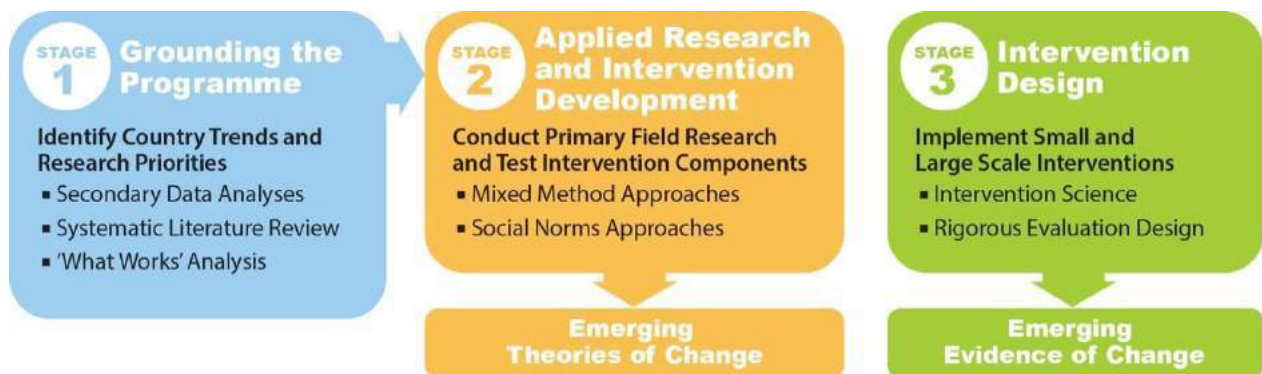 STAGE
1
Grounding the
Programme
Identify Country Trends and
Research Priorities
▪ Secondary Data Analyses
▪ Systematic Literature Review
▪ 'What Works' Analysis
STAGE
2
Applied Research
and Intervention
Development
Conduct Primary Field Research
and Test Intervention Components
▪ Mixed Method Approaches
▪ Social Norms Approaches
Emerging
Theories of Change
STAGE
3
Intervention
Design
Implement Small and
Large Scale Interventions
▪ Intervention Science
▪ Rigorous Evaluation Design
Emerging
Evidence of Change